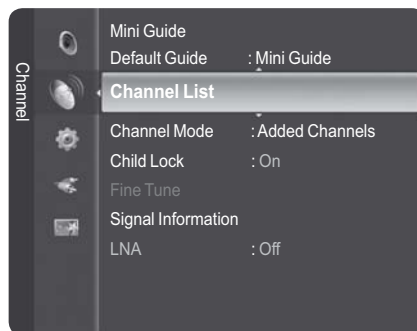 Channel
Mini Guide
Default Guide : Mini Guide
Channel List
Channel Mode : Added Channels
Child Lock : On
Fine Tune
Signal Information
LNA : Off